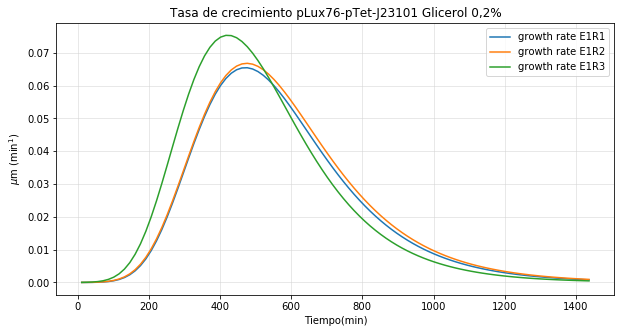 Tasa de crecimiento pLux76-pTet-J23101 Glicerol 0,2%
growth rate E1R1
growth rate E1R2
growth rate E1R3
0.07
0.06
0.05
0.04
0.03
0.02
0.01
0.00
μm (min¹)
0 200 400 600 800 1000 1200 1400
Tiempo(min)